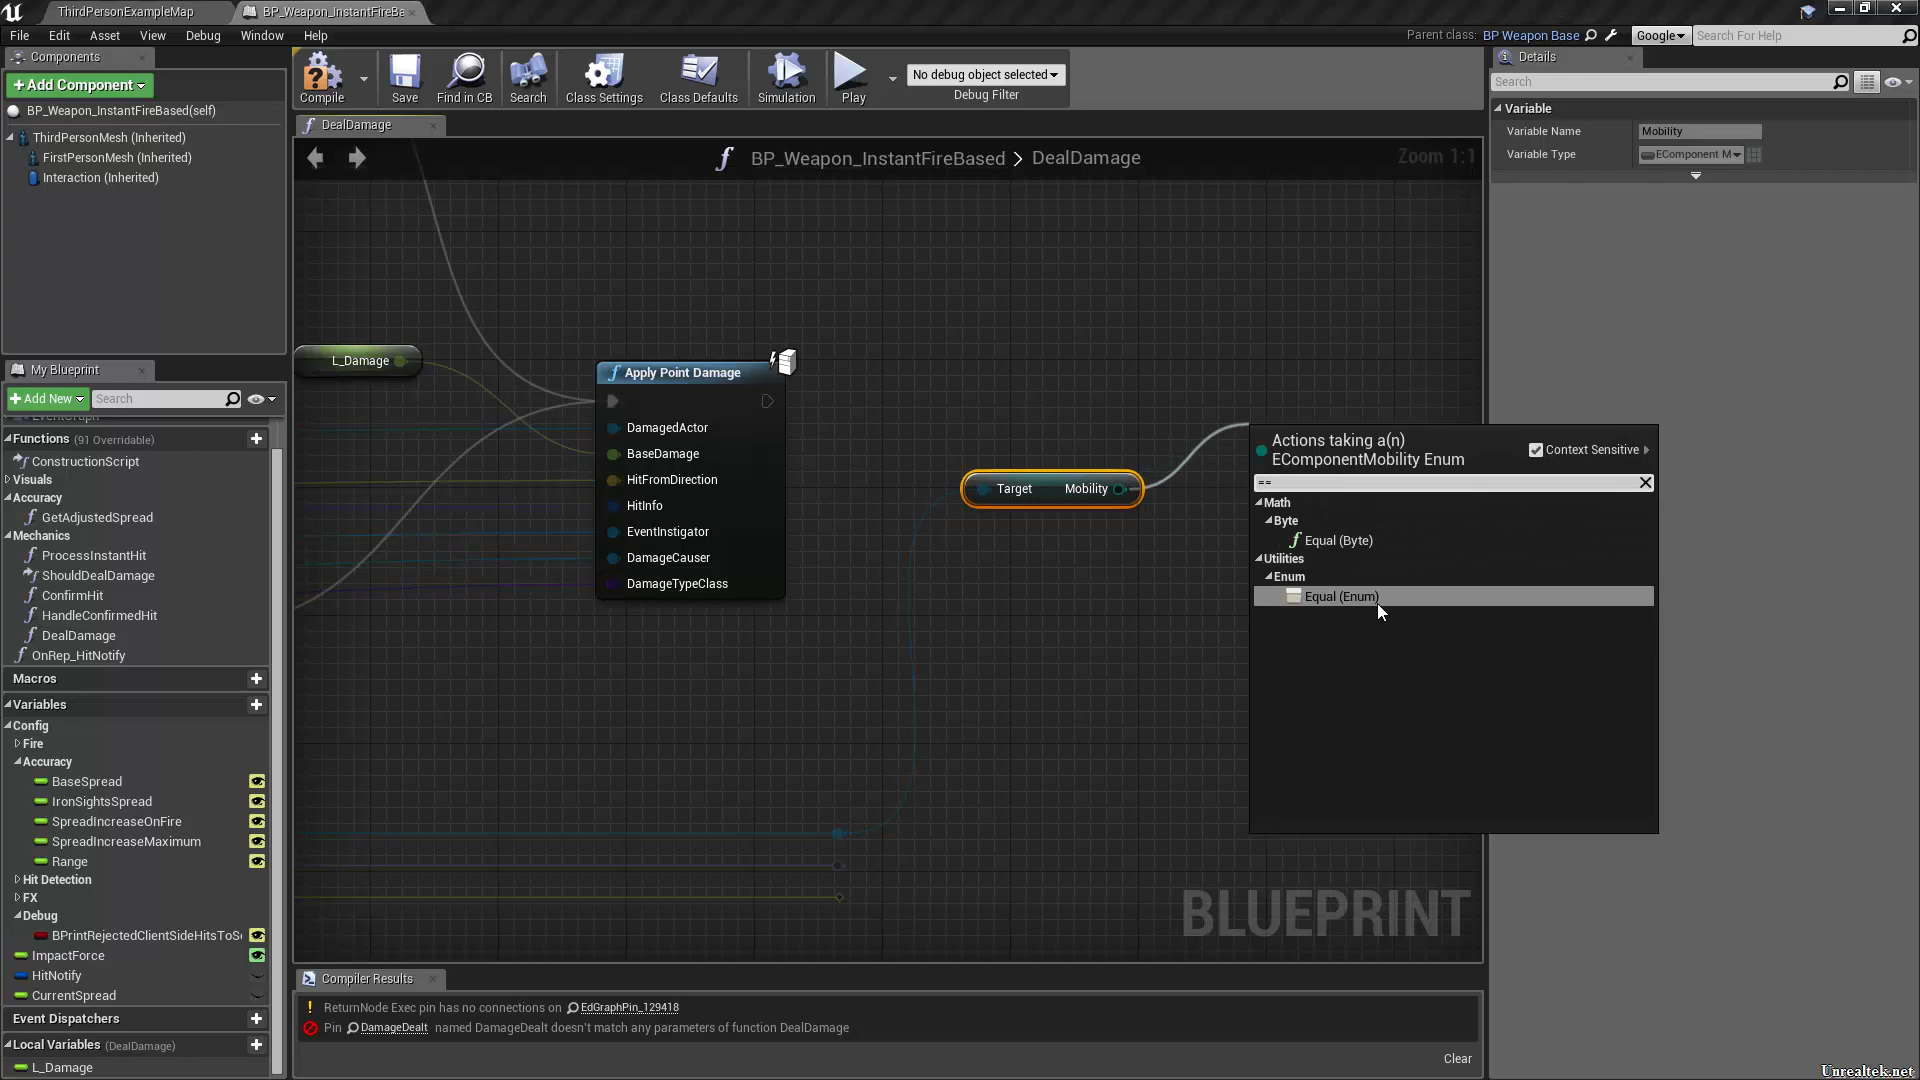 ThirdPersonExampleMap
BP_Weapon_InstantFireBa
File Edit Asset View Debug Window Help
Parent class: BP Weapon Base
Google
Search For Help
Components
Add Component
BP_Weapon_InstantFireBased(self)
ThirdPersonMesh (Inherited)
FirstPersonMesh (Inherited)
Interaction (Inherited)
Compile
Save
Find in CB
Search
Class Settings
Class Defaults
Simulation
Play
No debug object selected
Debug Filter
DealDamage
BP_Weapon_InstantFireBased > DealDamage
Zoom 1:1
L_Damage
Apply Point Damage
DamagedActor
BaseDamage
HitFromDirection
HitInfo
EventInstigator
DamageCauser
DamageTypeClass
Target Mobility
Actions taking a(n)
EComponentMobility Enum
Context Sensitive
==
Math
Byte
Equal (Byte)
Utilities
Enum
Equal (Enum)
BLUEPRINT
My Blueprint
Add New
Search
EventGraph
Functions (91 Overridable)
ConstructionScript
Visuals
Accuracy
GetAdjustedSpread
Mechanics
ProcessInstantHit
ShouldDealDamage
ConfirmHit
HandleConfirmedHit
DealDamage
OnRep_HitNotify
Macros
Variables
Config
Fire
Accuracy
BaseSpread
IronSightsSpread
SpreadIncreaseOnFire
SpreadIncreaseMaximum
Range
Hit Detection
FX
Debug
BPrintRejectedClientSideHitsToS
ImpactForce
HitNotify
CurrentSpread
Event Dispatchers
Local Variables (DealDamage)
L_Damage
Compiler Results
ReturnNode Exec pin has no connections on EdGraphPin_129418
Pin DamageDealt named DamageDealt doesn't match any parameters of function DealDamage
Clear
Details
Search
Variable
Variable Name Mobility
Variable Type EComponent M
Unrealtek.net